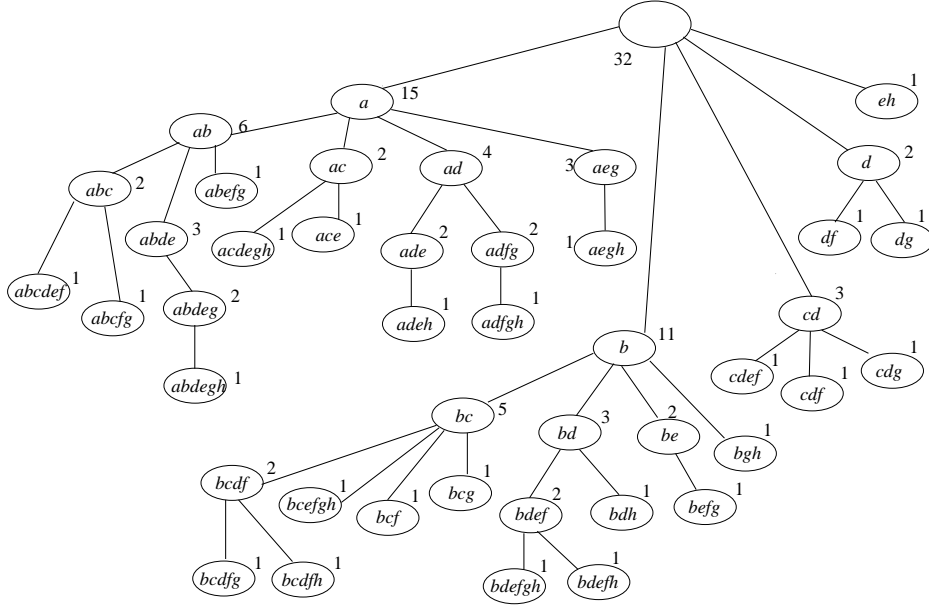 32
a 15
eh 1
ab 6
d 2
ac 2
ad 4
aeg 3
abc 2
abefg 1
df 1
dg 1
abde 3
acdegh 1
ace 1
ade 2
adfg 2
aegh 1
abcdef 1
abcfg 1
abdeg 2
adeh 1
adfgh 1
cd 3
b 11
abdegh 1
cdef 1
cdf 1
cdg 1
bc 5
bd 3
be 2
bgh 1
bcdf 2
bcefgh 1
bcf 1
bcg 1
bdef 2
bdh 1
befg 1
bcdfg 1
bcdfh 1
bdefgh 1
bdefh 1